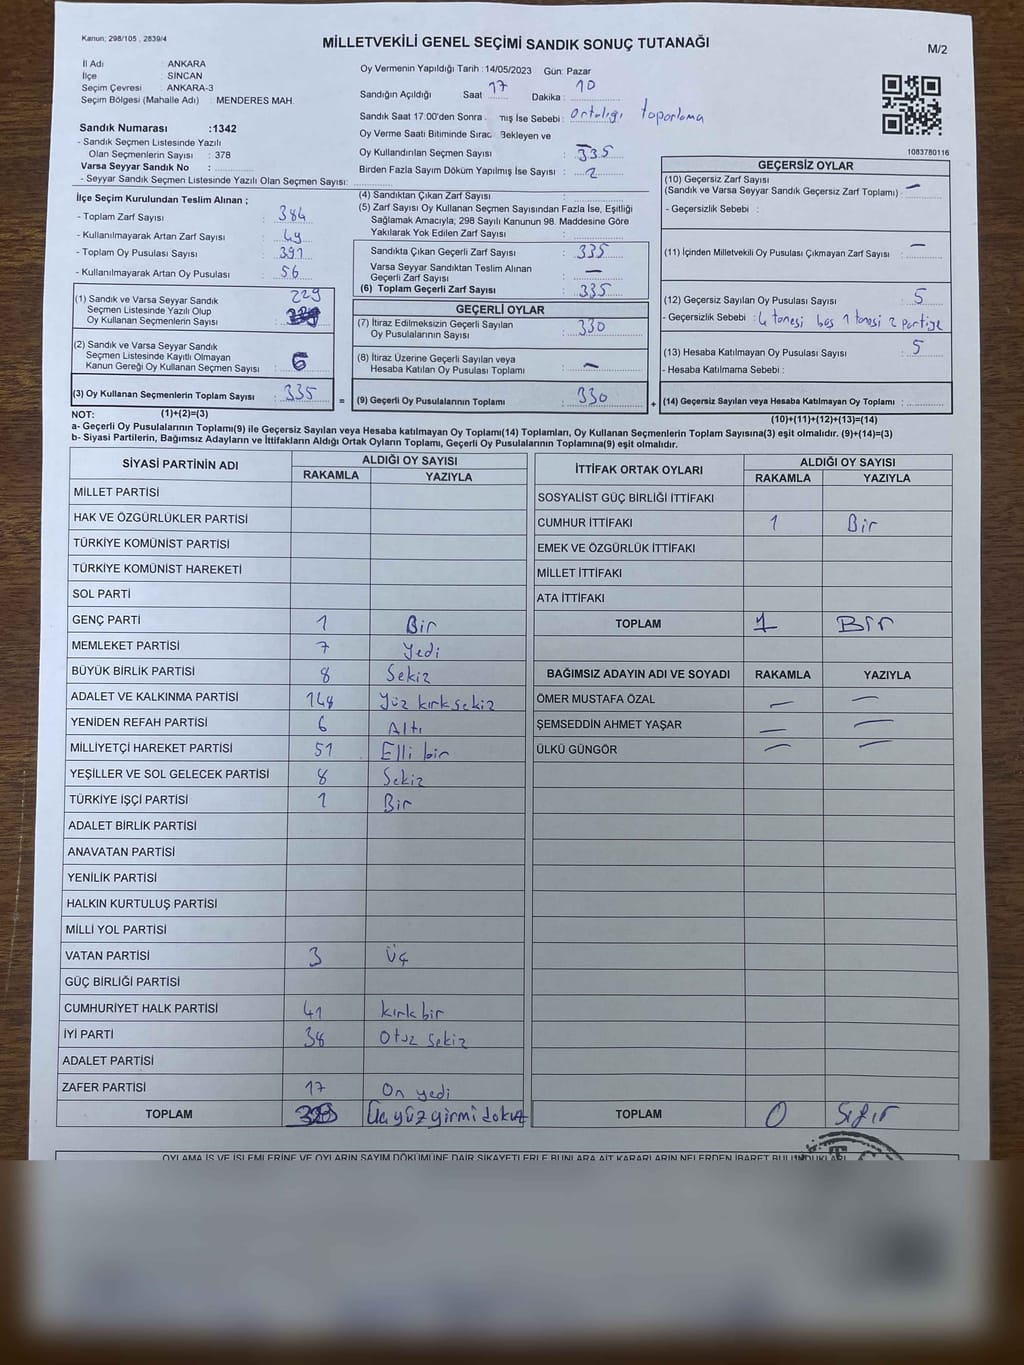 Kanun; 298/105 , 2839/4
MİLLETVEKİLİ GENEL SEÇİMİ SANDIK SONUÇ TUTANAĞI
M/2
İl Adı : ANKARA
İlçe : SİNCAN
Seçim Çevresi : ANKARA-3
Seçim Bölgesi (Mahalle Adı) : MENDERES MAH.
Sandık Numarası :1342
- Sandık Seçmen Listesinde Yazılı
Olan Seçmenlerin Sayısı : 378
Varsa Seyyar Sandık No :
- Seyyar Sandık Seçmen Listesinde Yazılı Olan Seçmen Sayısı:
Oy Vermenin Yapıldığı Tarih :14/05/2023 Gün: Pazar
Sandığın Açıldığı Saat 17 Dakika : 10
Sandık Saat 17:00'den Sonra mış İse Sebebi : Ortalığı toparlama
Oy Verme Saati Bitiminde Sırac Bekleyen ve
Oy Kullandırılan Seçmen Sayısı : 335
Birden Fazla Sayım Döküm Yapılmış İse Sayısı : 2
1083780116
İlçe Seçim Kurulundan Teslim Alınan ;
- Toplam Zarf Sayısı : 384
- Kullanılmayarak Artan Zarf Sayısı : 49
- Toplam Oy Pusulası Sayısı : 391
- Kullanılmayarak Artan Oy Pusulası : 56
(1) Sandık ve Varsa Seyyar Sandık
Seçmen Listesinde Yazılı Olup
Oy Kullanan Seçmenlerin Sayısı : 229
(2) Sandık ve Varsa Seyyar Sandık
Seçmen Listesinde Kayıtlı Olmayan
Kanun Gereği Oy Kullanan Seçmen Sayısı : 6
(3) Oy Kullanan Seçmenlerin Toplam Sayısı : 335
(4) Sandıktan Çıkan Zarf Sayısı :
(5) Zarf Sayısı Oy Kullanan Seçmen Sayısından Fazla İse, Eşitliği
Sağlamak Amacıyla; 298 Sayılı Kanunun 98. Maddesine Göre
Yakılarak Yok Edilen Zarf Sayısı :
Sandıkta Çıkan Geçerli Zarf Sayısı : 335
Varsa Seyyar Sandıktan Teslim Alınan
Geçerli Zarf Sayısı : —
(6) Toplam Geçerli Zarf Sayısı : 335
GEÇERLİ OYLAR
(7) İtiraz Edilmeksizin Geçerli Sayılan
Oy Pusulalarının Sayısı : 330
(8) İtiraz Üzerine Geçerli Sayılan veya
Hesaba Katılan Oy Pusulası Toplamı : —
= (9) Geçerli Oy Pusulalarının Toplamı : 330
GEÇERSİZ OYLAR
(10) Geçersiz Zarf Sayısı
(Sandık ve Varsa Seyyar Sandık Geçersiz Zarf Toplamı) : —
- Geçersizlik Sebebi :
(11) İçinden Milletvekili Oy Pusulası Çıkmayan Zarf Sayısı : —
(12) Geçersiz Sayılan Oy Pusulası Sayısı : 5
- Geçersizlik Sebebi : 4 tanesi boş 1 tanesi 2 partiye
(13) Hesaba Katılmayan Oy Pusulası Sayısı : 5
- Hesaba Katılmama Sebebi :
+ (14) Geçersiz Sayılan veya Hesaba Katılmayan Oy Toplamı :
NOT: (1)+(2)=(3)
(10)+(11)+(12)+(13)=(14)
a- Geçerli Oy Pusulalarının Toplamı(9) ile Geçersiz Sayılan veya Hesaba katılmayan Oy Toplamı(14) Toplamları, Oy Kullanan Seçmenlerin Toplam Sayısına(3) eşit olmalıdır. (9)+(14)=(3)
b- Siyasi Partilerin, Bağımsız Adayların ve İttifakların Aldığı Ortak Oyların Toplamı, Geçerli Oy Pusulalarının Toplamına(9) eşit olmalıdır.
SİYASİ PARTİNİN ADI ALDIĞI OY SAYISI
RAKAMLA YAZIYLA
MİLLET PARTİSİ
HAK VE ÖZGÜRLÜKLER PARTİSİ
TÜRKİYE KOMÜNİST PARTİSİ
TÜRKİYE KOMÜNİST HAREKETİ
SOL PARTİ
GENÇ PARTİ 1 Bir
MEMLEKET PARTİSİ 7 Yedi
BÜYÜK BİRLİK PARTİSİ 8 Sekiz
ADALET VE KALKINMA PARTİSİ 148 Yüz kırksekiz
YENİDEN REFAH PARTİSİ 6 Altı
MİLLİYETÇİ HAREKET PARTİSİ 51 Elli bir
YEŞİLLER VE SOL GELECEK PARTİSİ 8 Sekiz
TÜRKİYE İŞÇİ PARTİSİ 1 Bir
ADALET BİRLİK PARTİSİ
ANAVATAN PARTİSİ
YENİLİK PARTİSİ
HALKIN KURTULUŞ PARTİSİ
MİLLİ YOL PARTİSİ
VATAN PARTİSİ 3 Üç
GÜÇ BİRLİĞİ PARTİSİ
CUMHURİYET HALK PARTİSİ 41 kırk bir
İYİ PARTİ 38 Otuz sekiz
ADALET PARTİSİ
ZAFER PARTİSİ 17 On yedi
TOPLAM Üçyüzyirmi dokuz
İTTİFAK ORTAK OYLARI ALDIĞI OY SAYISI
RAKAMLA YAZIYLA
SOSYALİST GÜÇ BİRLİĞİ İTTİFAKI
CUMHUR İTTİFAKI 1 Bir
EMEK VE ÖZGÜRLÜK İTTİFAKI
MİLLET İTTİFAKI
ATA İTTİFAKI
TOPLAM 1 Bir
BAĞIMSIZ ADAYIN ADI VE SOYADI RAKAMLA YAZIYLA
ÖMER MUSTAFA ÖZAL — —
ŞEMSEDDİN AHMET YAŞAR — —
ÜLKÜ GÜNGÖR — —
TOPLAM 0 Sıfır
OYLAMA İŞ VE İŞLEMLERİNE VE OYLARIN SAYIM DÖKÜMÜNE DAİR ŞİKAYETLERLE BUNLARA AİT KARARLARIN NELERDEN İBARET BULUNDUKLARI